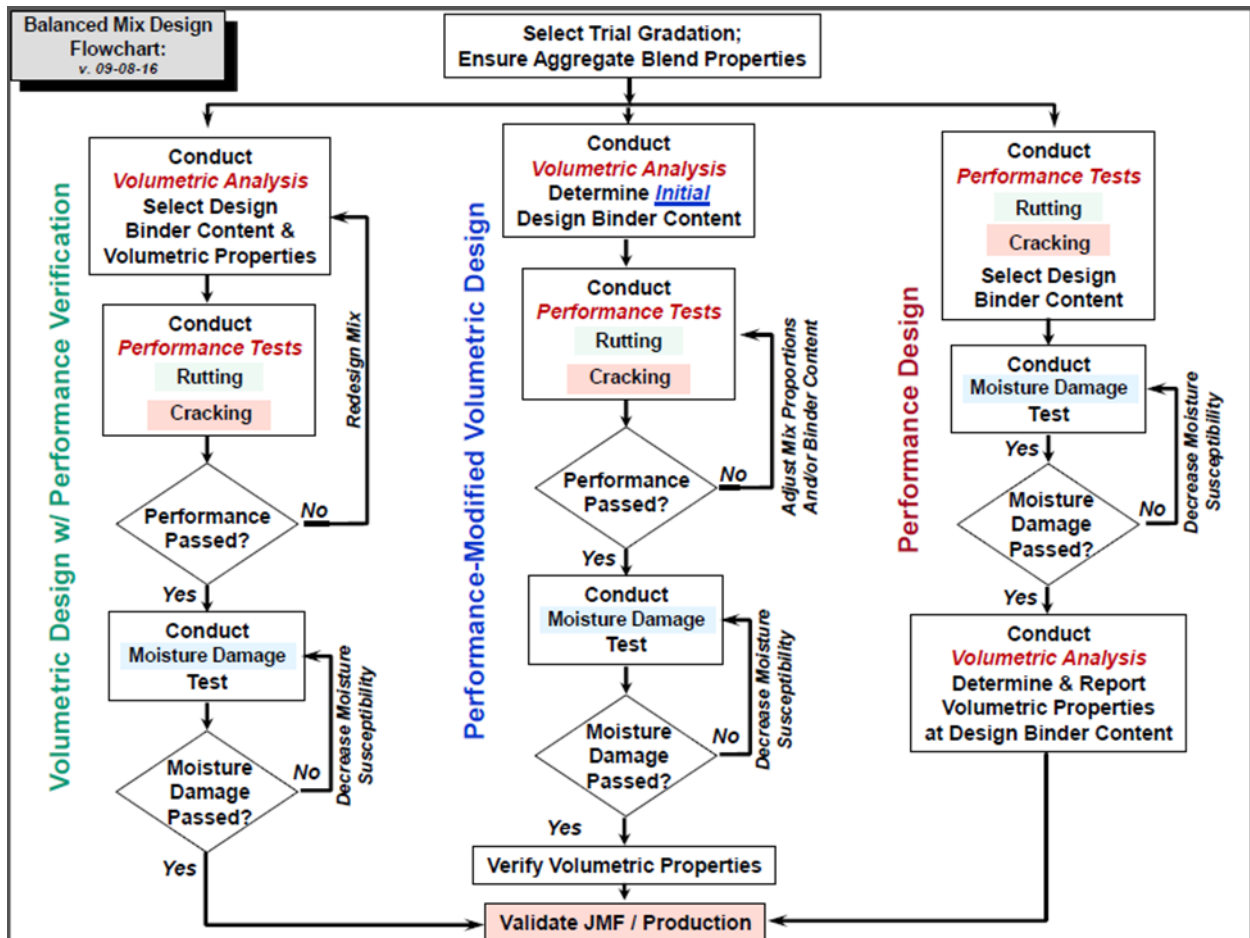 Balanced Mix Design
Flowchart:
v. 09-08-16
Select Trial Gradation;
Ensure Aggregate Blend Properties
Volumetric Design w/ Performance Verification
Conduct
Volumetric Analysis
Select Design
Binder Content &
Volumetric Properties
Conduct
Performance Tests
Rutting
Cracking
Redesign Mix
Performance
Passed?
No
Yes
Conduct
Moisture Damage
Test
Decrease Moisture
Susceptibility
Moisture
Damage
Passed?
No
Yes
Performance-Modified Volumetric Design
Conduct
Volumetric Analysis
Determine Initial
Design Binder Content
Conduct
Performance Tests
Rutting
Cracking
Adjust Mix Proportions
And/or Binder Content
Performance
Passed?
No
Yes
Conduct
Moisture Damage
Test
Decrease Moisture
Susceptibility
Moisture
Damage
Passed?
No
Yes
Verify Volumetric Properties
Performance Design
Conduct
Performance Tests
Rutting
Cracking
Select Design
Binder Content
Conduct
Moisture Damage
Test
Yes
Decrease Moisture
Susceptibility
Moisture
Damage
Passed?
No
Yes
Conduct
Volumetric Analysis
Determine & Report
Volumetric Properties
at Design Binder Content
Validate JMF / Production